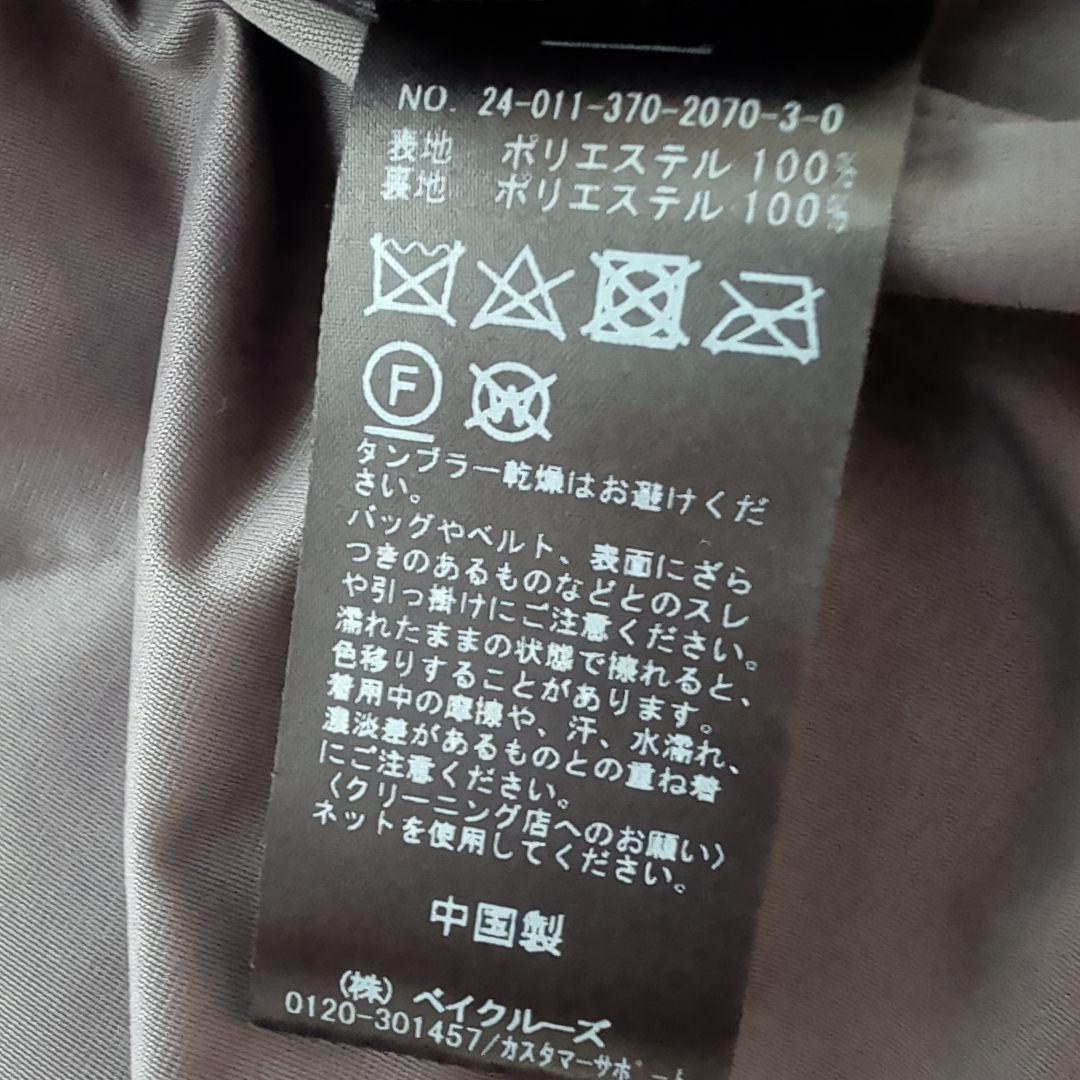 NO. 24-011-370-2070-3-0
表地 ポリエステル 100%
裏地 ポリエステル 100%
F
W
タンブラー乾燥はお避けくだ
さい。
バッグやベルト、表面にざら
つきのあるものなどとのスレ
や引っ掛けにご注意ください。
濡れたままの状態で擦れると、
色移りすることがあります。
着用中の摩擦や、汗、水濡れ、
濃淡差があるものとの重ね着
にご注意ください。
〈クリーニング店へのお願い〉
ネットを使用してください。
中国製
(株) ベイクルーズ
0120-301457/カスタマーサポート